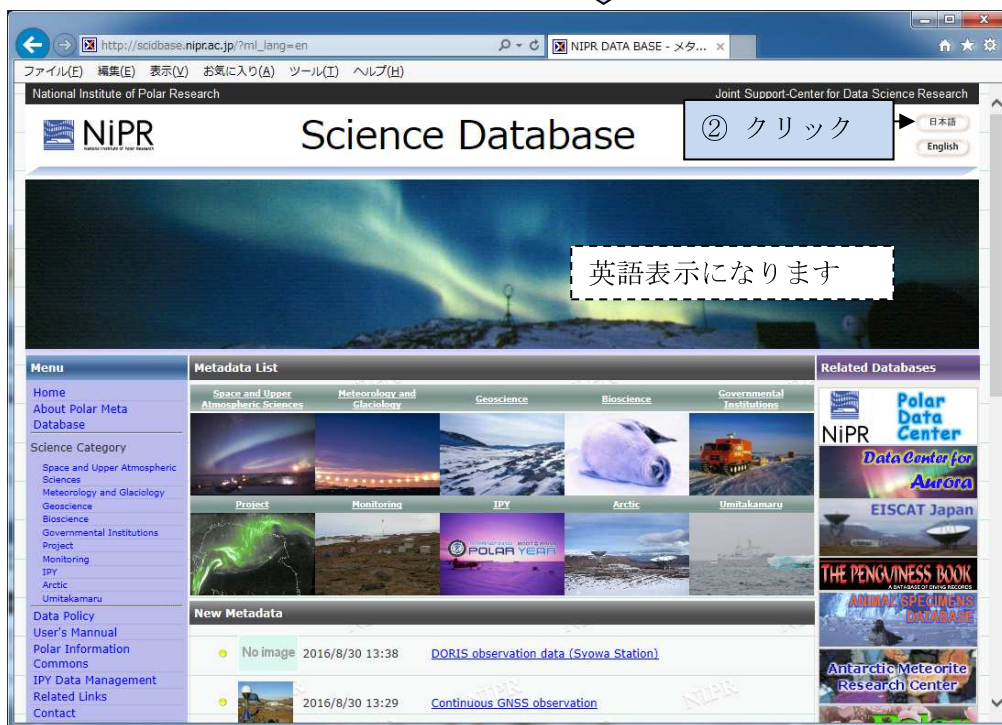 http://scidbase.nipr.ac.jp/?ml_lang=en
NIPR DATA BASE - メタ...
ファイル(F) 編集(E) 表示(V) お気に入り(A) ツール(T) ヘルプ(H)
National Institute of Polar Research
Joint Support-Center for Data Science Research
NiPR
National Institute of Polar Research
Science Database
② クリック
日本語
English
英語表示になります
Menu
Home
About Polar Meta
Database
Science Category
Space and Upper Atmospheric
Sciences
Meteorology and Glaciology
Geoscience
Bioscience
Governmental Institutions
Project
Monitoring
IPY
Arctic
Umitakamaru
Data Policy
User's Mannual
Polar Information
Commons
IPY Data Management
Related Links
Contact
Metadata List
Space and Upper
Atmospheric Sciences
Meteorology and
Glaciology
Geoscience
Bioscience
Governmental
Institutions
Project
Monitoring
IPY
Arctic
Umitakamaru
POLAR YEAR
New Metadata
No image
2016/8/30 13:38
DORIS observation data (Syowa Station)
2016/8/30 13:29
Continuous GNSS observation
NIPR
Related Databases
NiPR
Polar
Data
Center
Data Center for
Aurora
EISCAT Japan
THE PENGUINESS BOOK
A DATABASE OF DIVING RECORDS
ANIMAL SPECIMENS
DATABASE
Antarctic Meteorite
Research Center